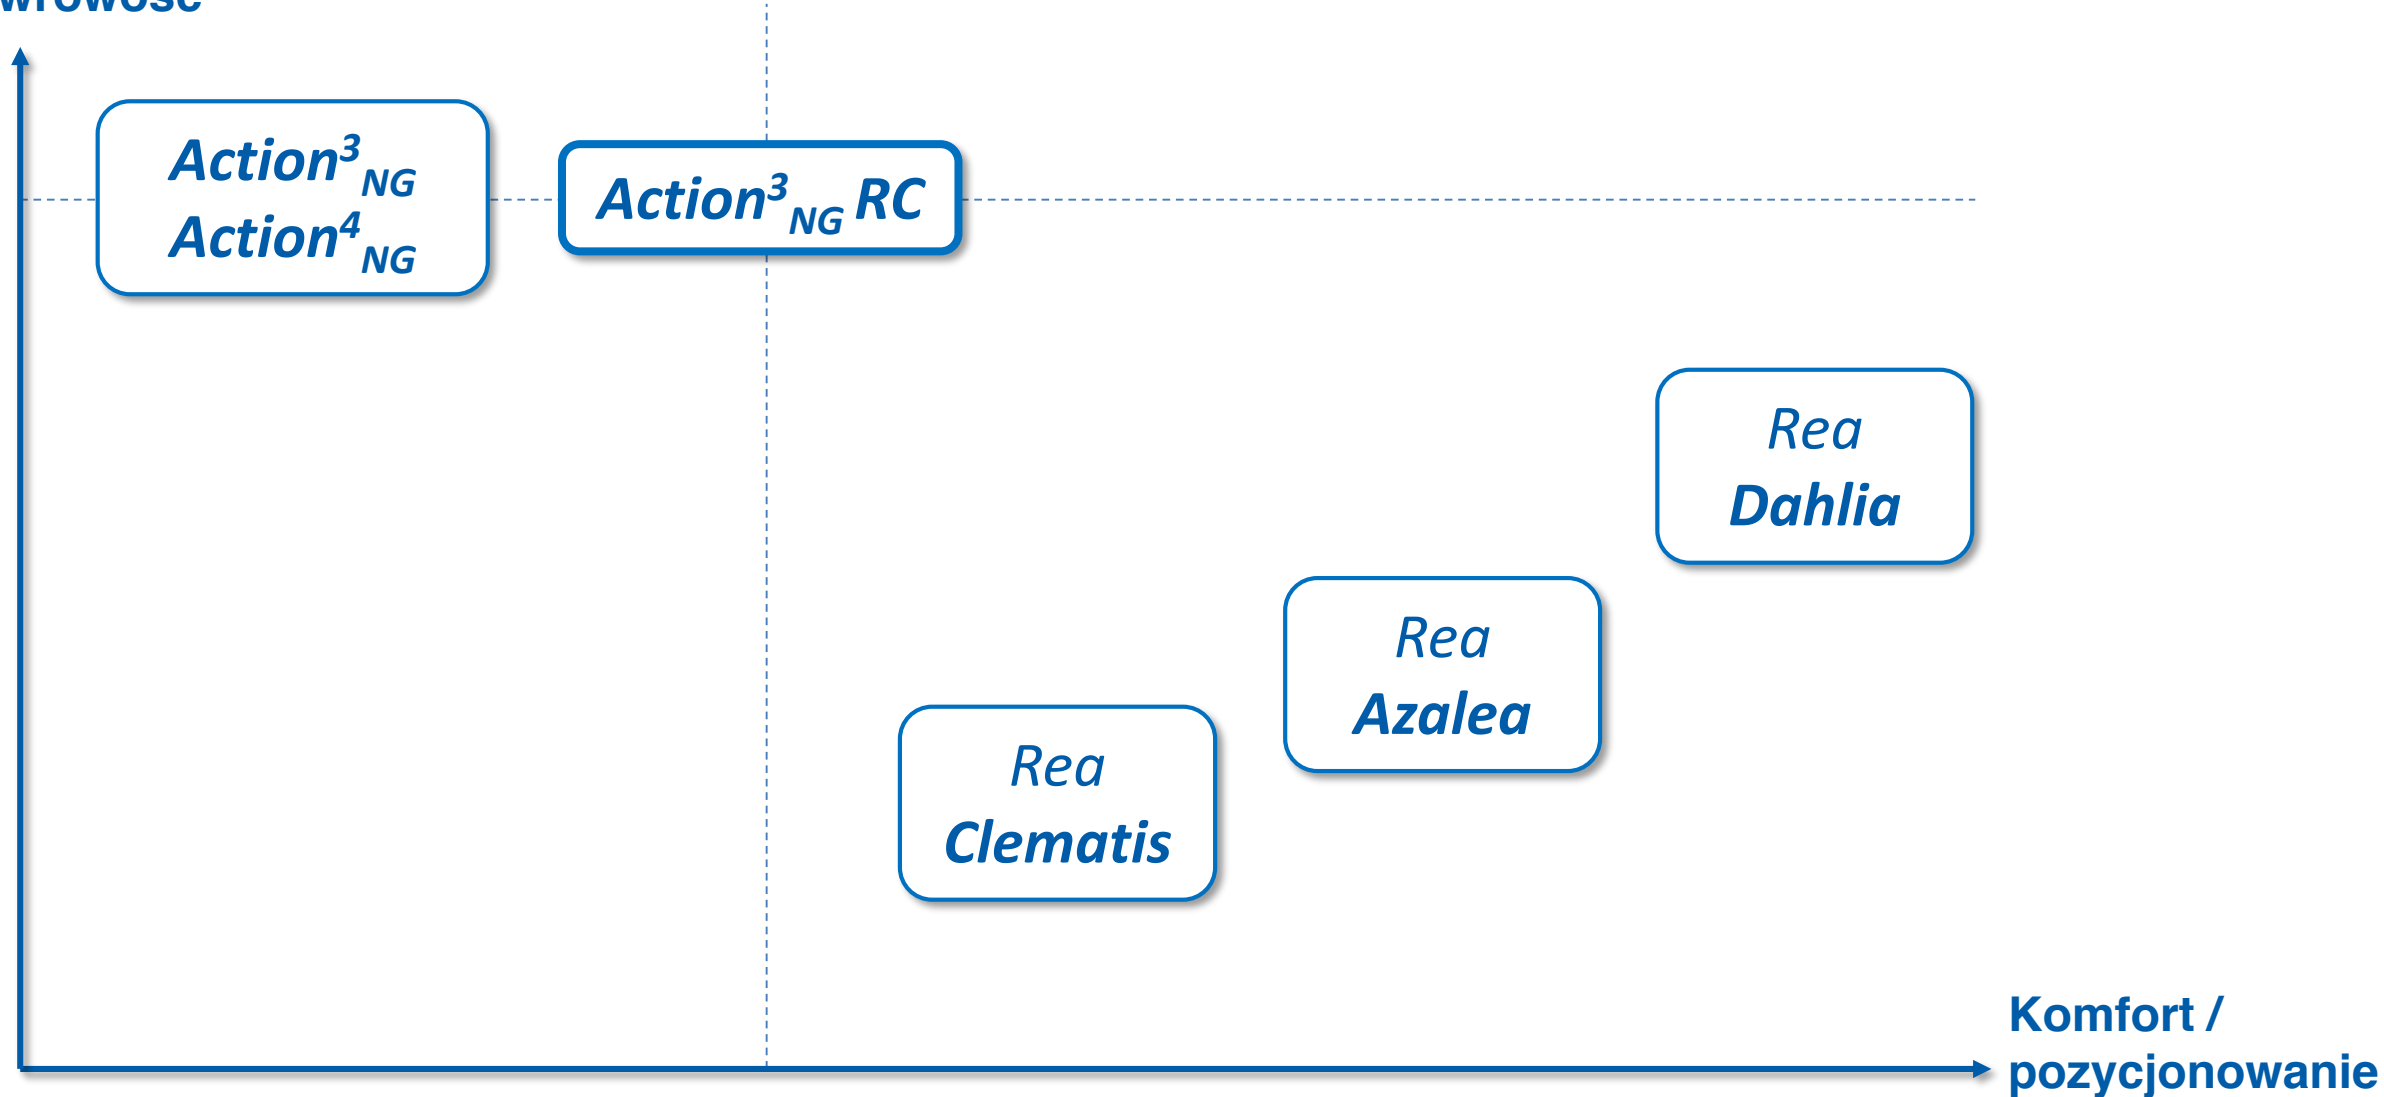 Action³NG
Action⁴NG
Action³NG RC
Rea
Dahlia
Rea
Azalea
Rea
Clematis
Komfort /
pozycjonowanie